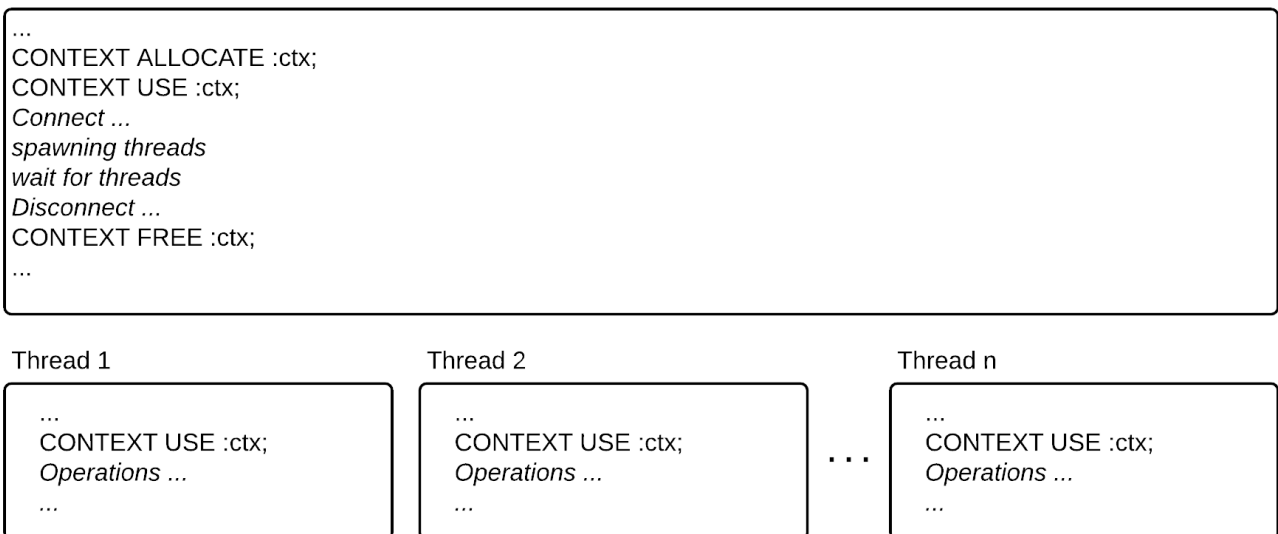 ...
CONTEXT ALLOCATE :ctx;
CONTEXT USE :ctx;
Connect ...
spawning threads
wait for threads
Disconnect ...
CONTEXT FREE :ctx;
...
Thread 1
...
CONTEXT USE :ctx;
Operations ...
...
Thread 2
...
CONTEXT USE :ctx;
Operations ...
...
...
Thread n
...
CONTEXT USE :ctx;
Operations ...
...